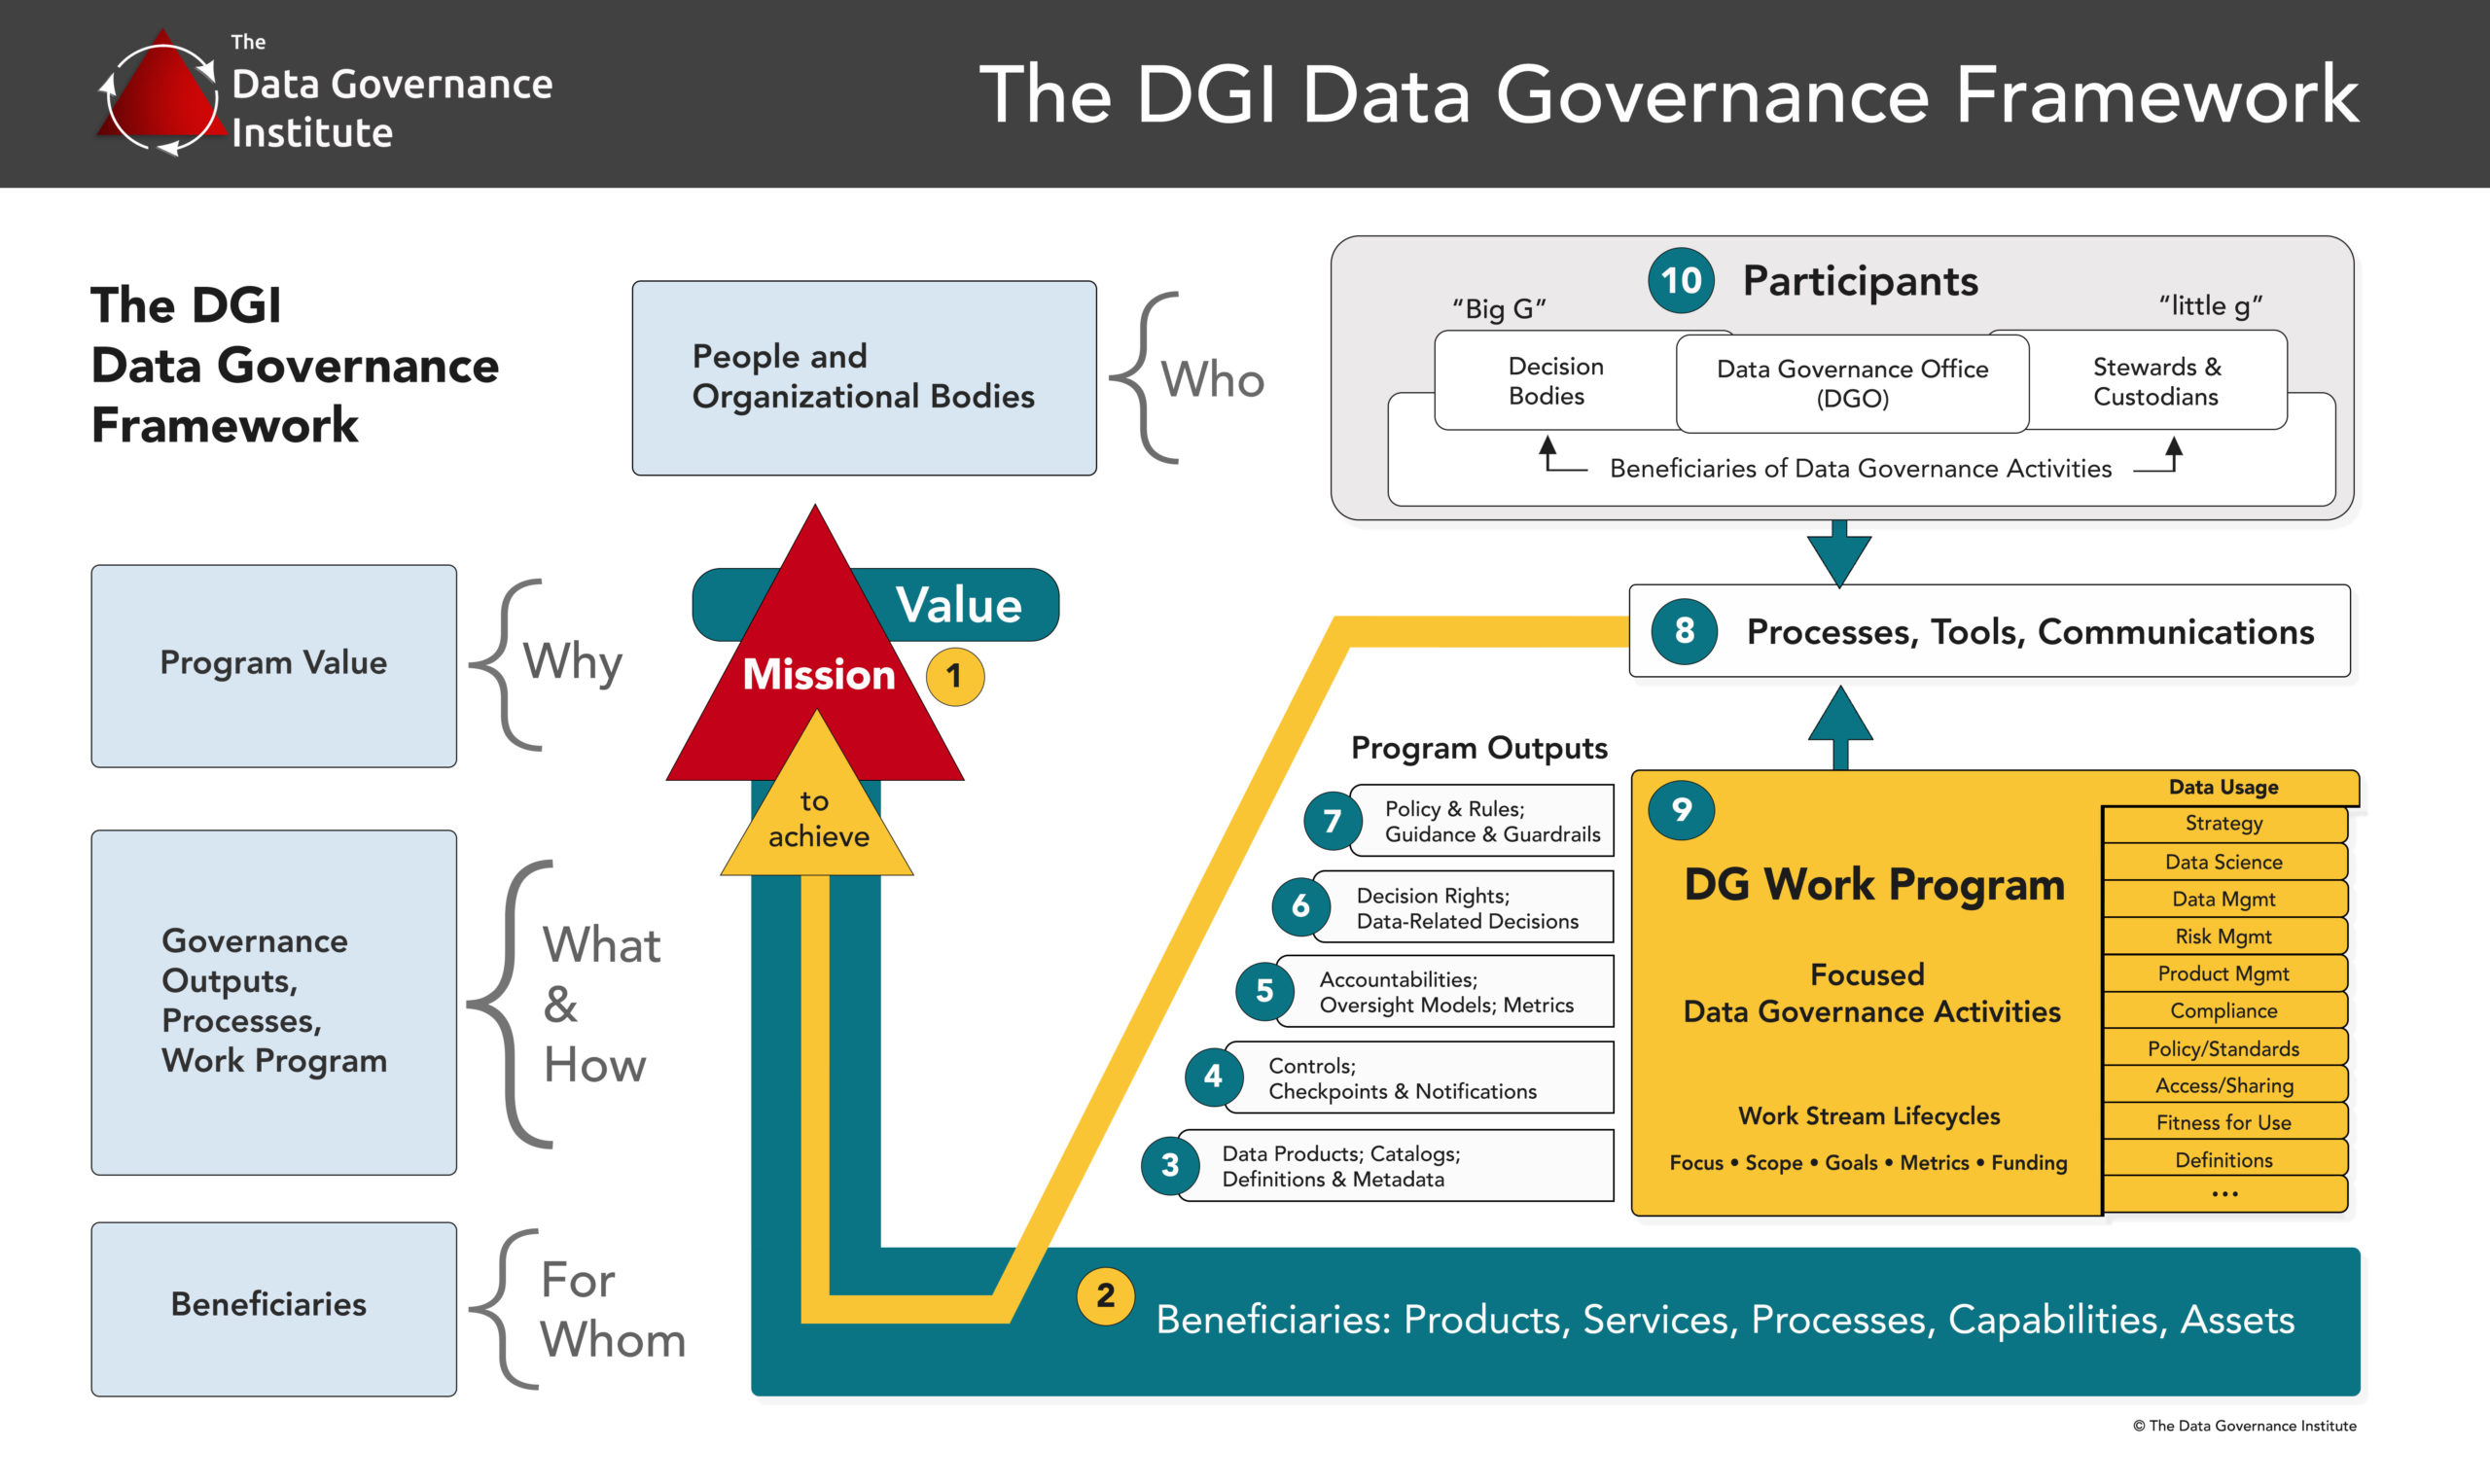 The
Data Governance
Institute
The DGI Data Governance Framework
The DGI
Data Governance
Framework
People and
Organizational Bodies
Who
10
Participants
"Big G"
"little g"
Decision
Bodies
Data Governance Office
(DGO)
Stewards &
Custodians
Beneficiaries of Data Governance Activities
Program Value
Why
Value
Mission
1
to
achieve
8
Processes, Tools, Communications
Governance
Outputs,
Processes,
Work Program
What
&
How
Program Outputs
7
Policy & Rules;
Guidance & Guardrails
6
Decision Rights;
Data-Related Decisions
5
Accountabilities;
Oversight Models; Metrics
4
Controls;
Checkpoints & Notifications
3
Data Products; Catalogs;
Definitions & Metadata
9
DG Work Program
Focused
Data Governance Activities
Work Stream Lifecycles
Focus • Scope • Goals • Metrics • Funding
Data Usage
Strategy
Data Science
Data Mgmt
Risk Mgmt
Product Mgmt
Compliance
Policy/Standards
Access/Sharing
Fitness for Use
Definitions
...
Beneficiaries
For
Whom
2
Beneficiaries: Products, Services, Processes, Capabilities, Assets
© The Data Governance Institute